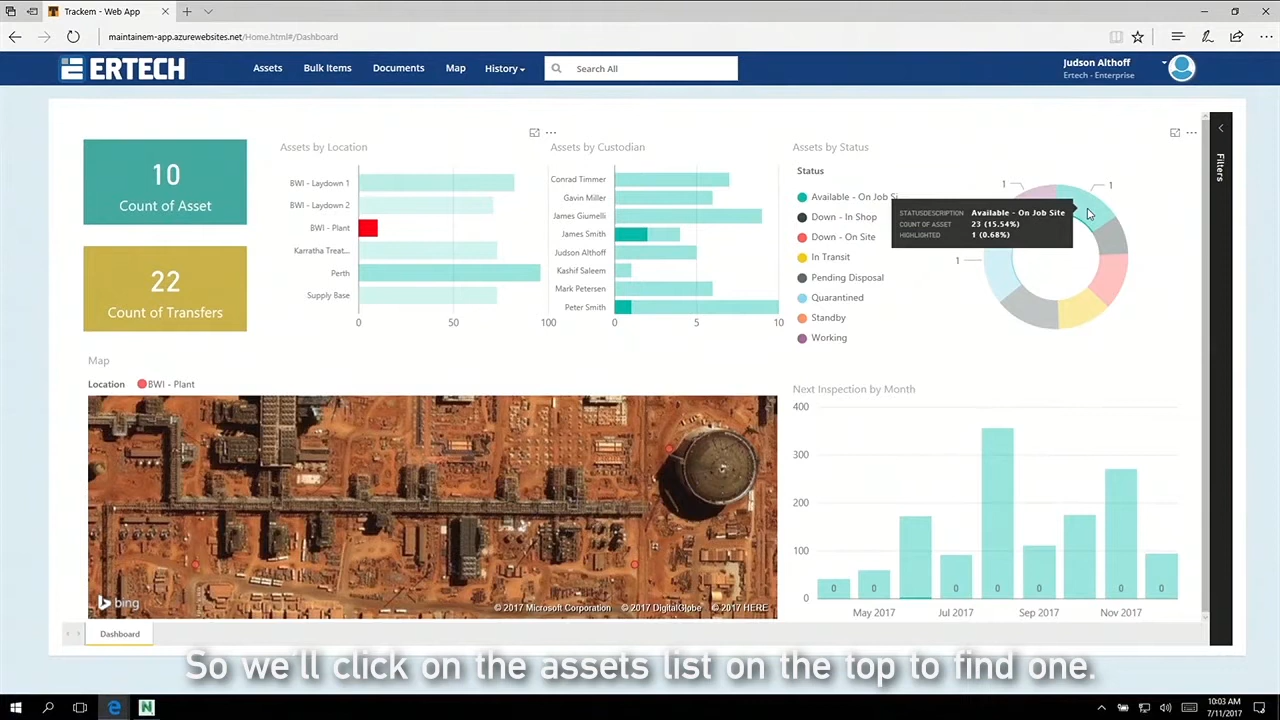 Trackem - Web App
maintainem-app.azurewebsites.net/Home.html#/Dashboard
ERTECH
Assets
Bulk Items
Documents
Map
History
Search All
Judson Althoff
Ertech - Enterprise
10
Count of Asset
22
Count of Transfers
Assets by Location
BWI - Laydown 1
BWI - Laydown 2
BWI - Plant
Karratha Treat...
Perth
Supply Base
0 50 100
Assets by Custodian
Conrad Timmer
Gavin Miller
James Giumelli
James Smith
Judson Althoff
Kashif Saleem
Mark Petersen
Peter Smith
0 5 10
Assets by Status
Status
Available - On Job Si
Down - In Shop
Down - On Site
In Transit
Pending Disposal
Quarantined
Standby
Working
1 1
1
STATUSDESCRIPTION Available - On Job Site
COUNT OF ASSET 23 (15.54%)
HIGHLIGHTED 1 (0.68%)
Filters
Map
Location BWI - Plant
bing
© 2017 Microsoft Corporation © 2017 DigitalGlobe © 2017 HERE
Next Inspection by Month
400
300
200
100
0
0 0 0 0 0 0 0 0
May 2017 Jul 2017 Sep 2017 Nov 2017
Dashboard
So we'll click on the assets list on the top to find one.
10:03 AM
7/11/2017